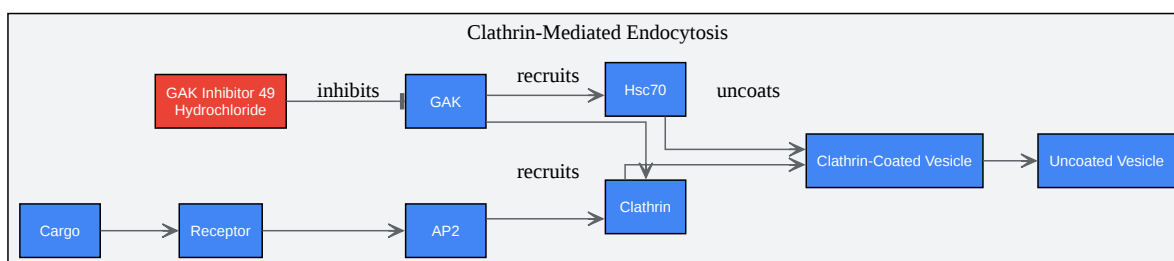 Clathrin-Mediated Endocytosis
GAK Inhibitor 49
Hydrochloride
inhibits
GAK
recruits
Hsc70
uncoats
Clathrin-Coated Vesicle
Uncoated Vesicle
recruits
Clathrin
Cargo
Receptor
AP2